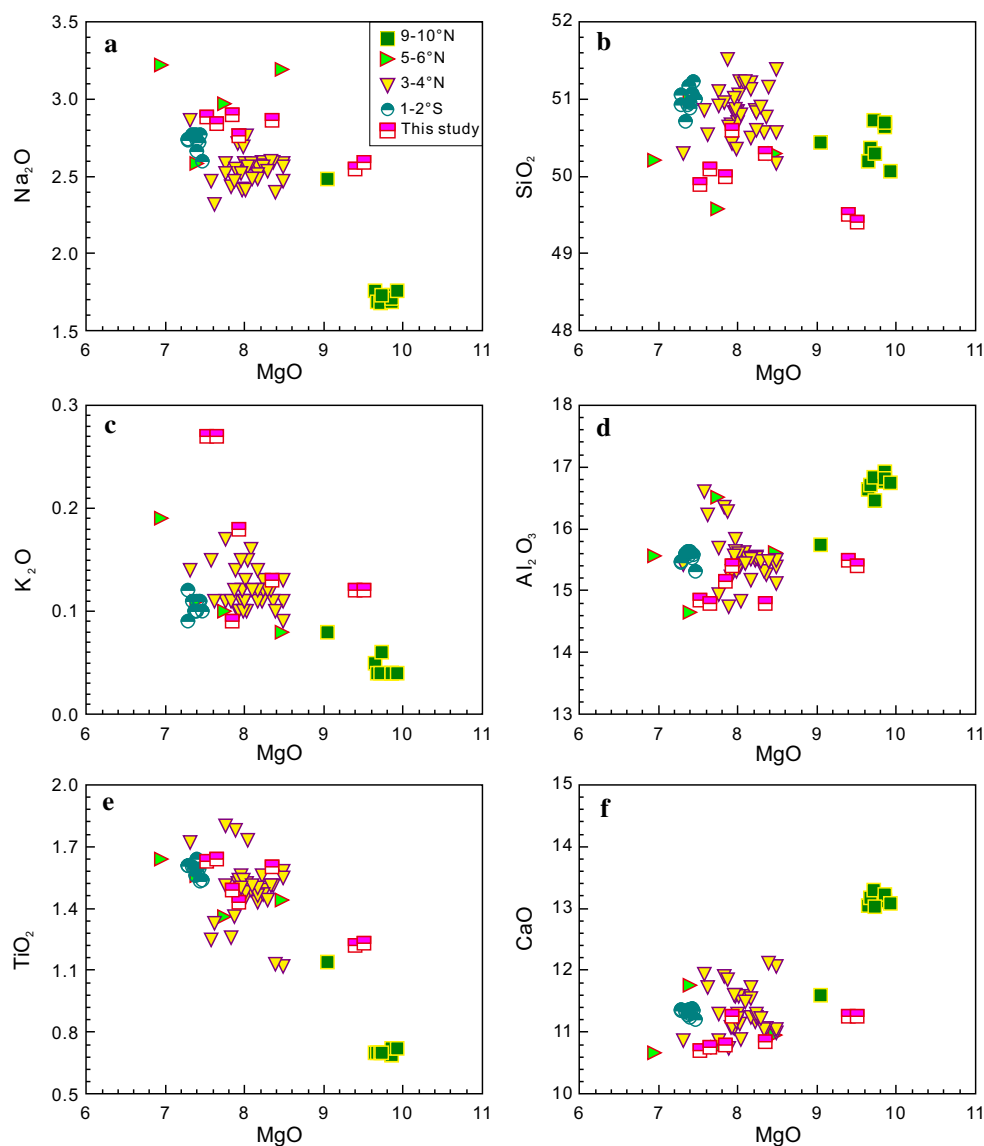 a
3.5
3.0
2.5
2.0
1.5
Na₂O
6 7 8 9 10 11
MgO
9-10°N
5-6°N
3-4°N
1-2°S
This study
b
52
51
50
49
48
SiO₂
6 7 8 9 10 11
MgO
c
0.3
0.2
0.1
0.0
K₂O
6 7 8 9 10 11
MgO
d
18
17
16
15
14
13
Al₂O₃
6 7 8 9 10 11
MgO
e
2.0
1.7
1.4
1.1
0.8
0.5
TiO₂
6 7 8 9 10 11
MgO
f
15
14
13
12
11
10
CaO
6 7 8 9 10 11
MgO